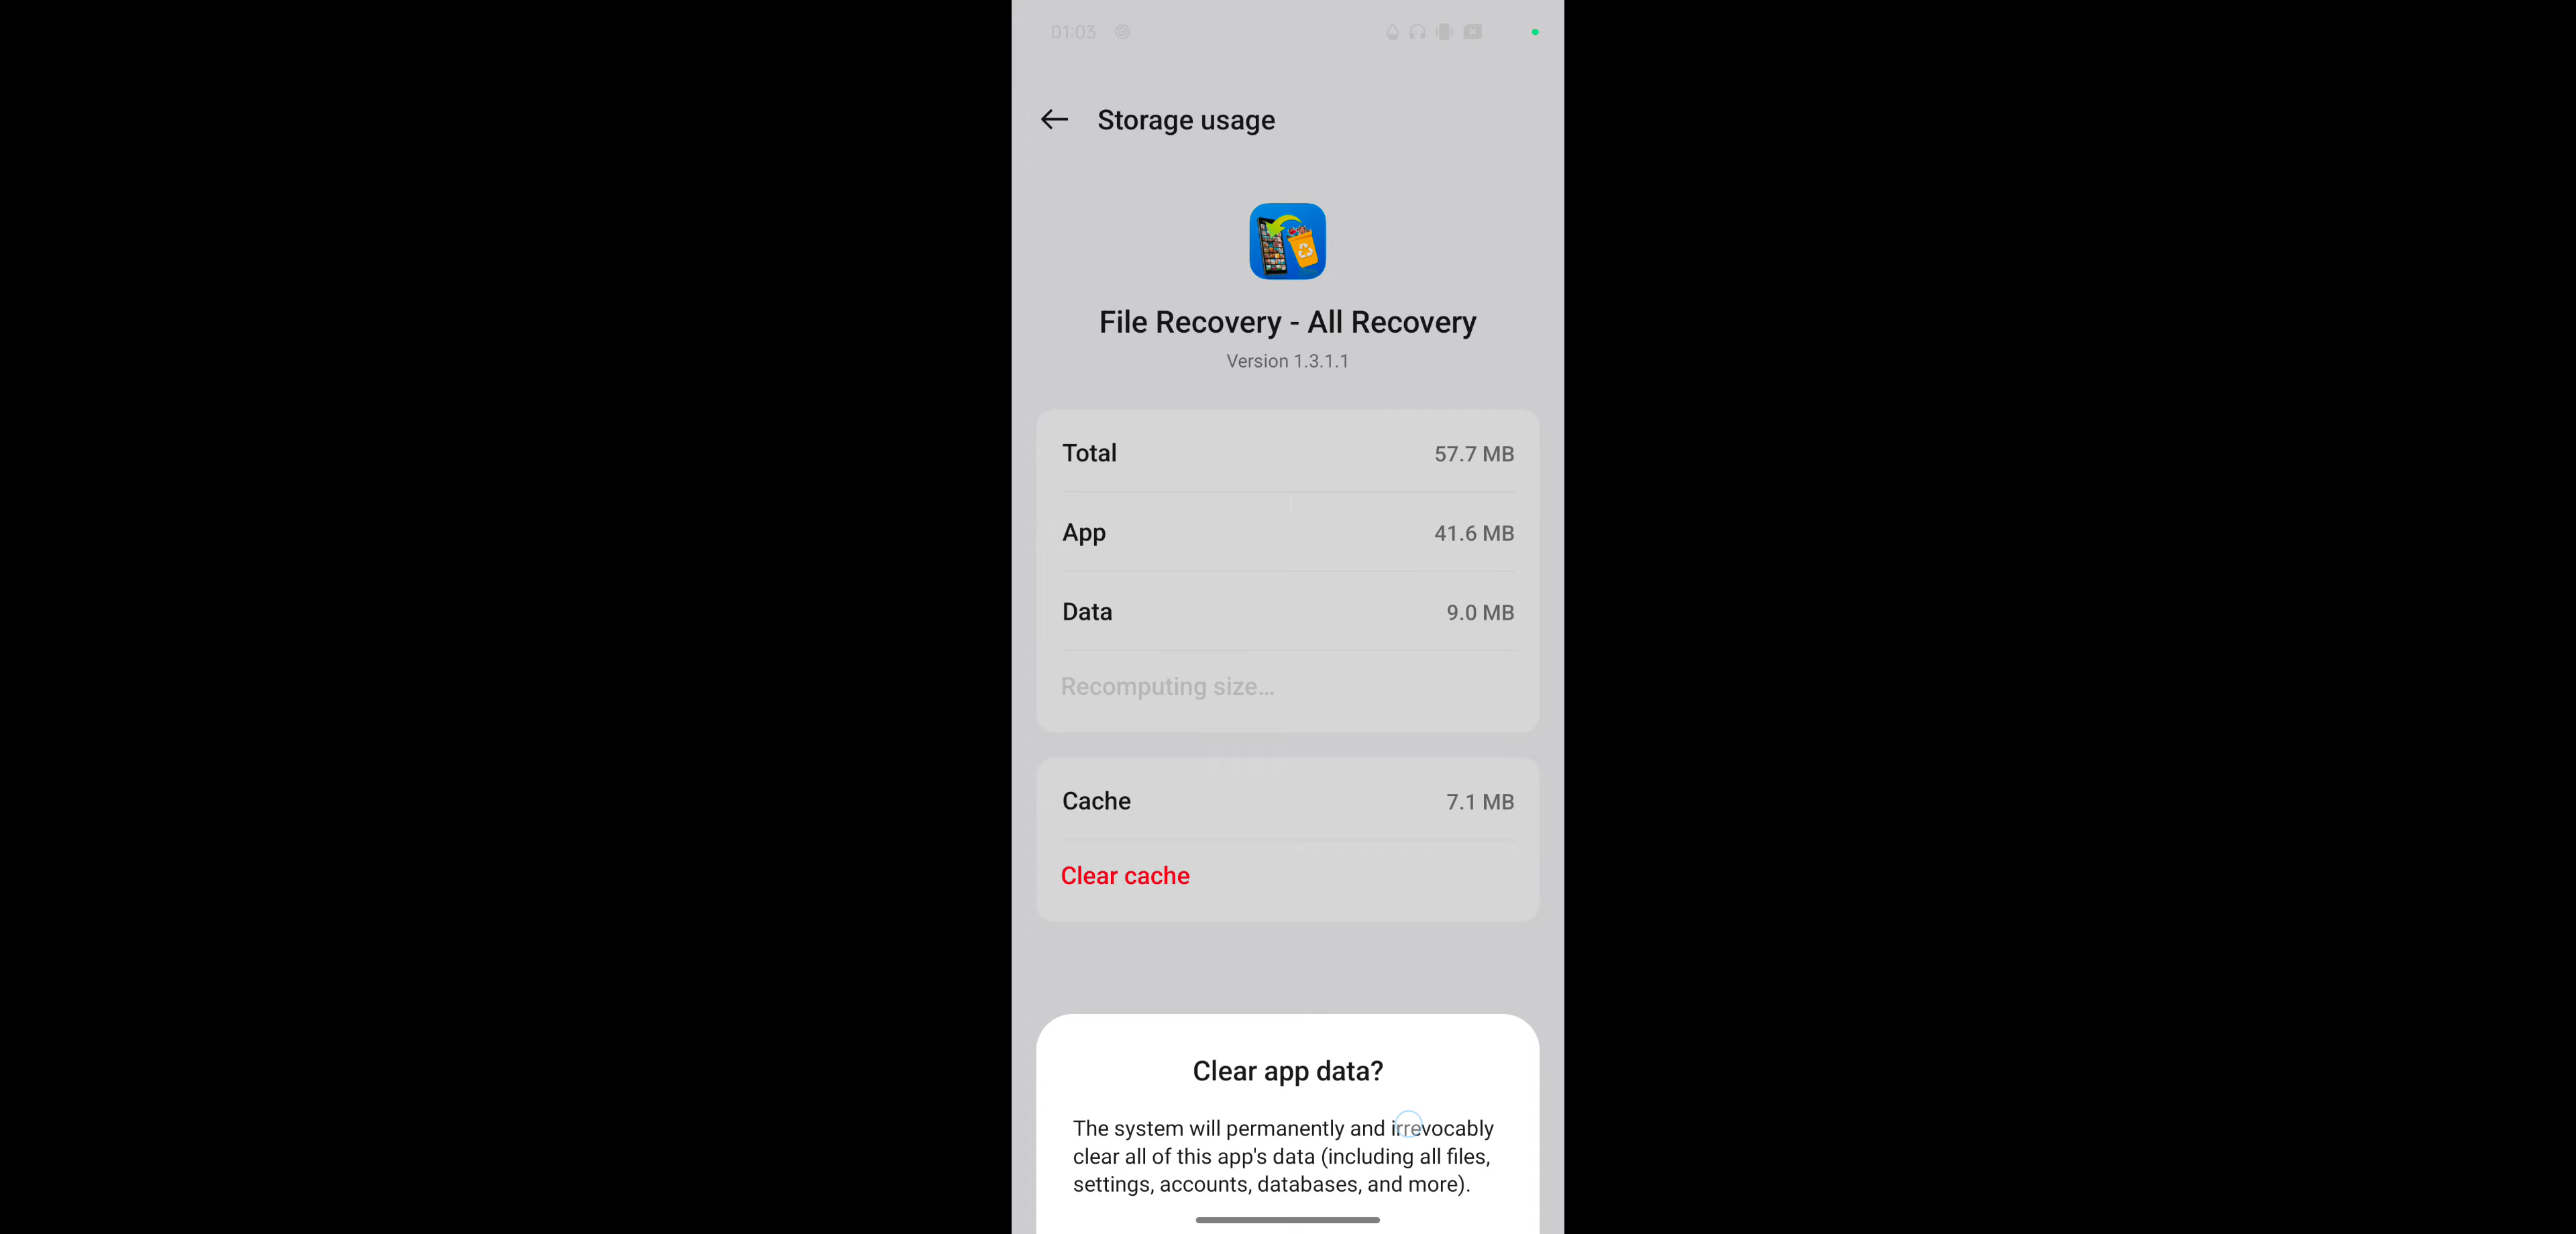 01:03
Storage usage
File Recovery - All Recovery
Version 1.3.1.1
Total 57.7 MB
App 41.6 MB
Data 9.0 MB
Recomputing size...
Cache 7.1 MB
Clear cache
Clear app data?
The system will permanently and irrevocably
clear all of this app's data (including all files,
settings, accounts, databases, and more).